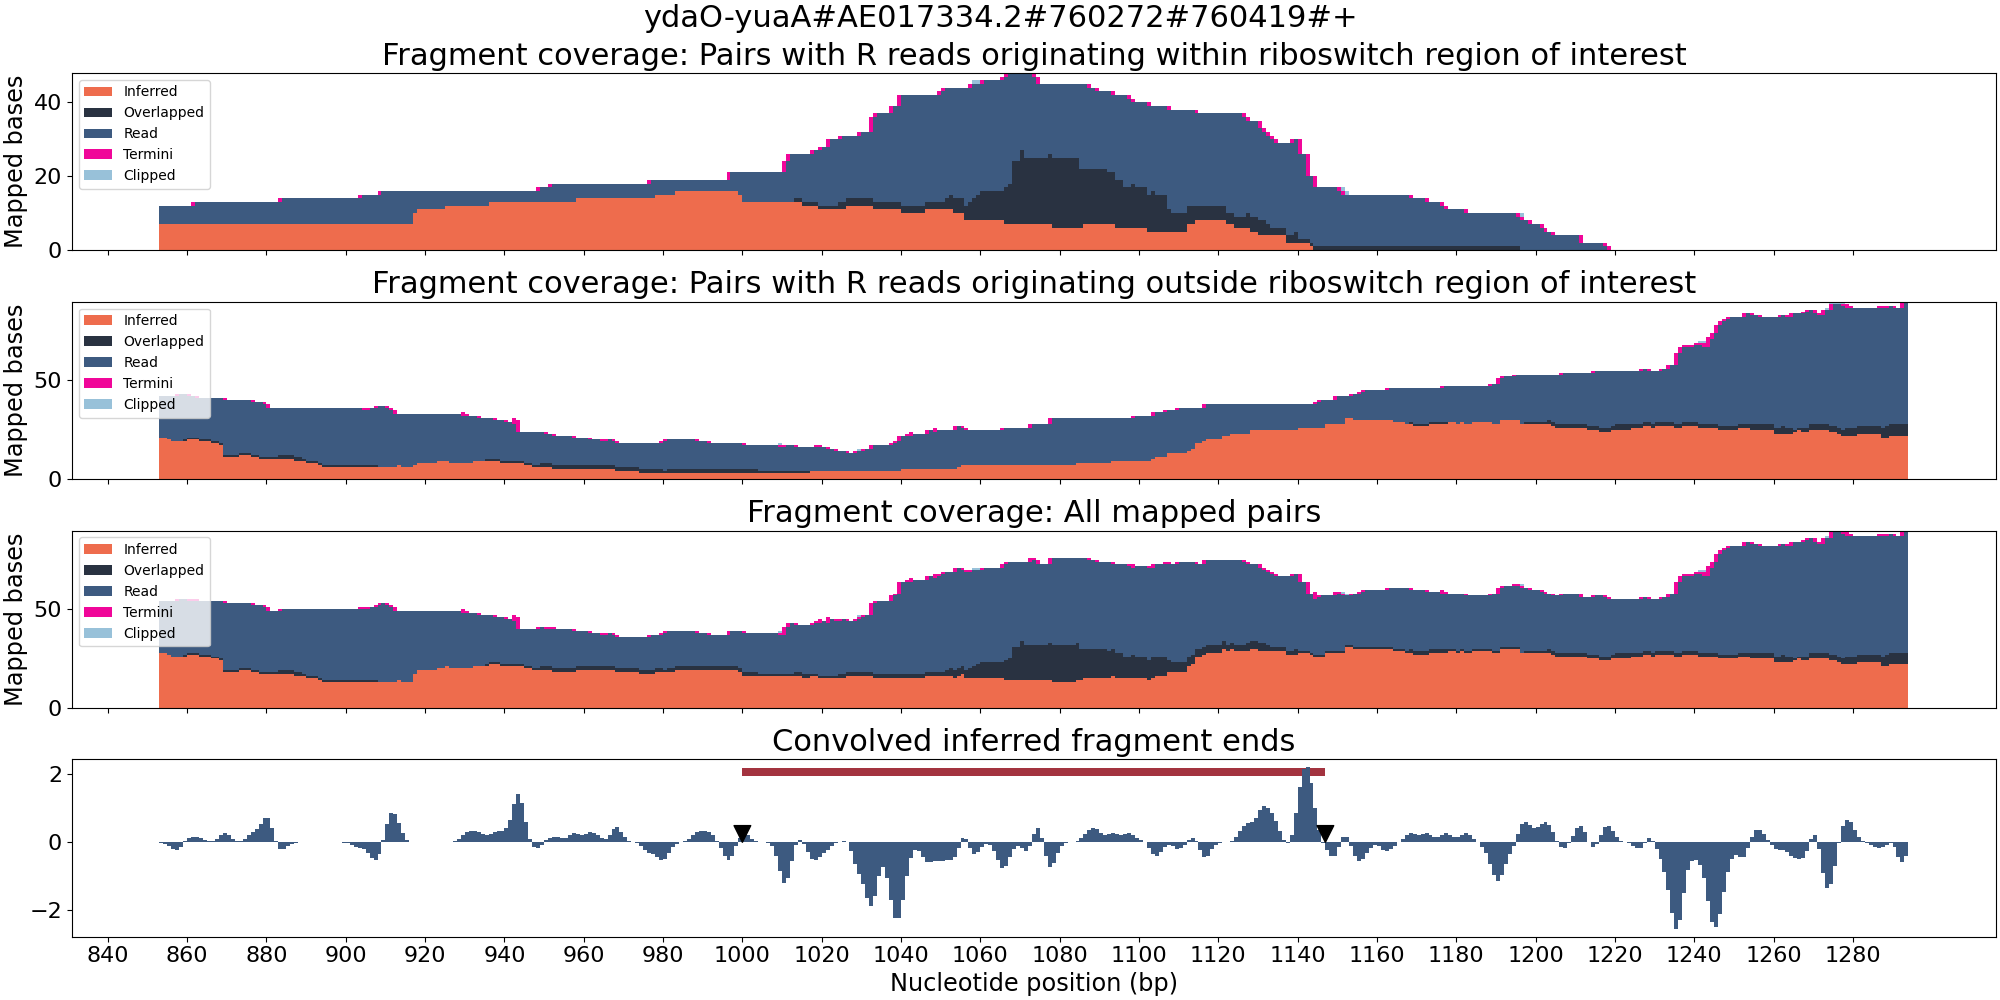 ydaO-yuaA#AE017334.2#760272#760419#+
Fragment coverage: Pairs with R reads originating within riboswitch region of interest
Mapped bases
40
20
0
Inferred
Overlapped
Read
Termini
Clipped
Fragment coverage: Pairs with R reads originating outside riboswitch region of interest
Mapped bases
50
0
Inferred
Overlapped
Read
Termini
Clipped
Fragment coverage: All mapped pairs
Mapped bases
50
0
Inferred
Overlapped
Read
Termini
Clipped
Convolved inferred fragment ends
2
0
−2
840 860 880 900 920 940 960 980 1000 1020 1040 1060 1080 1100 1120 1140 1160 1180 1200 1220 1240 1260 1280
Nucleotide position (bp)